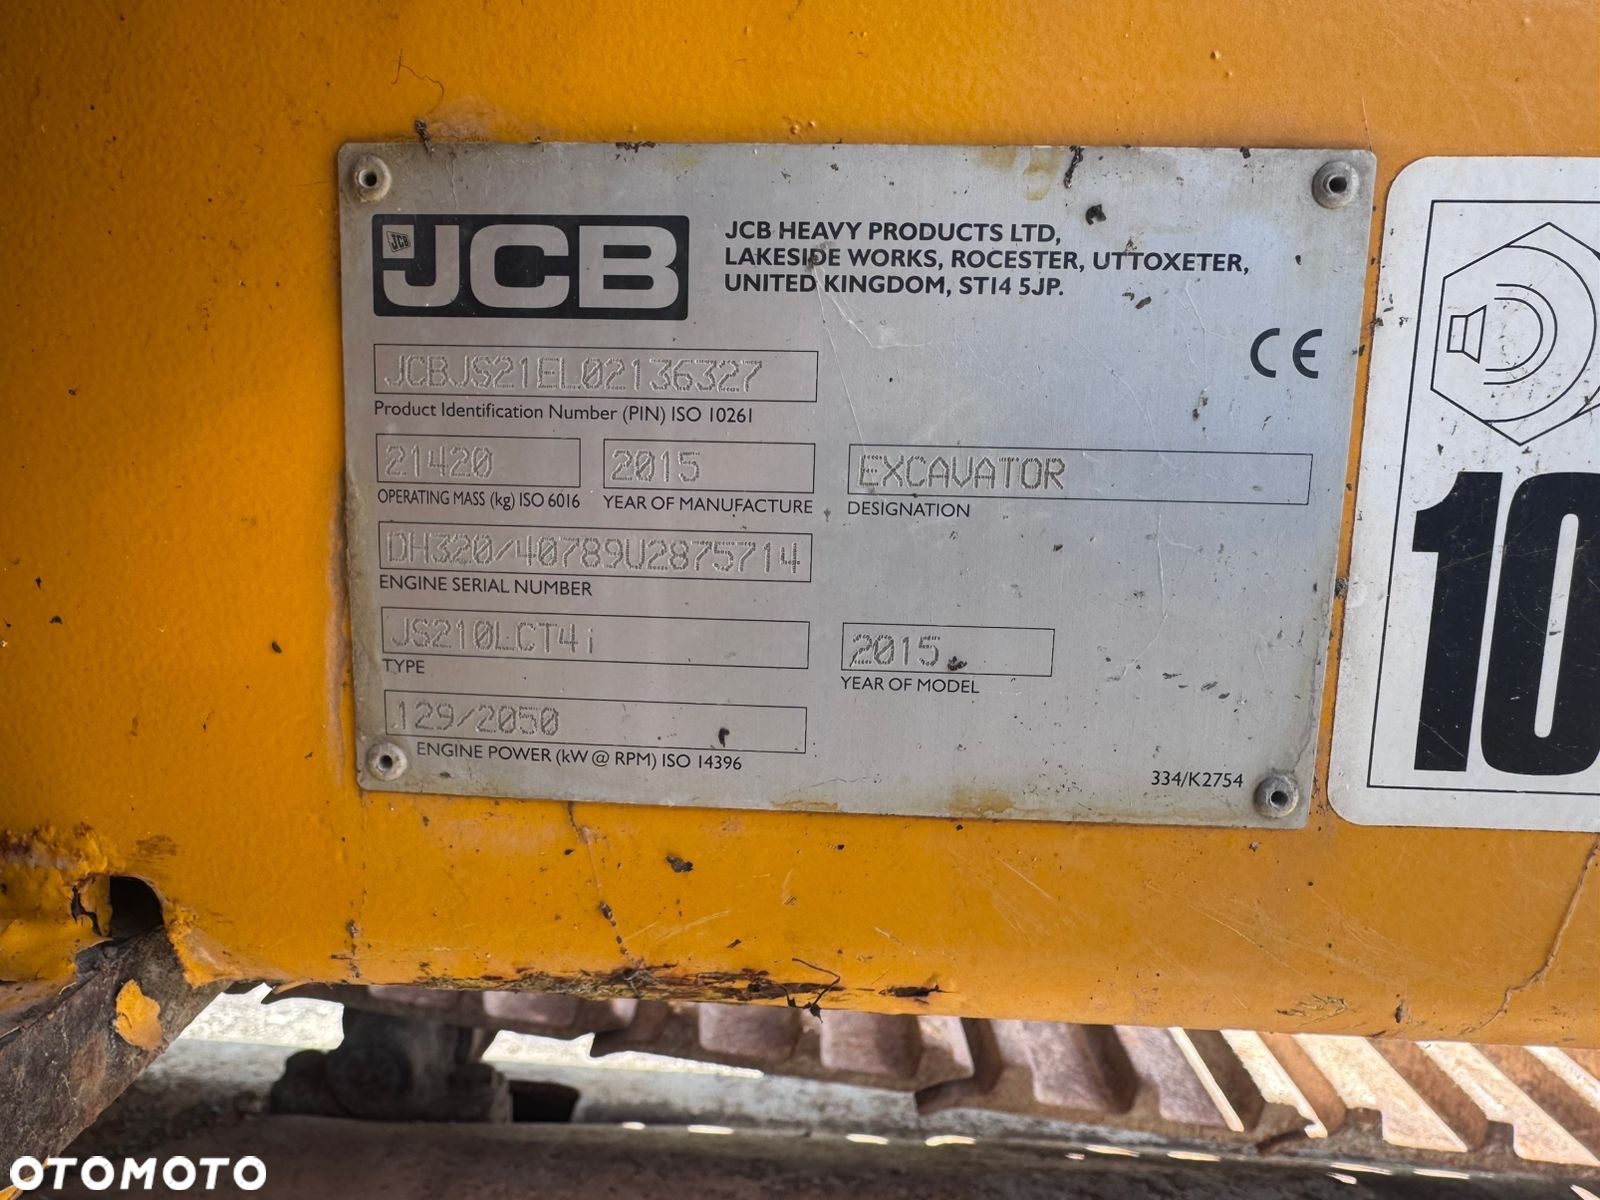 JCB
JCB
JCB HEAVY PRODUCTS LTD,
LAKESIDE WORKS, ROCESTER, UTTOXETER,
UNITED KINGDOM, ST14 5JP.
CE
JCBJS21EL02136327
Product Identification Number (PIN) ISO 10261
21420
OPERATING MASS (kg) ISO 6016
2015
YEAR OF MANUFACTURE
EXCAVATOR
DESIGNATION
DH320/40789U2875714
ENGINE SERIAL NUMBER
JS210LCT4i
TYPE
2015
YEAR OF MODEL
129/2050
ENGINE POWER (kW @ RPM) ISO 14396
334/K2754
10
OTOMOTO